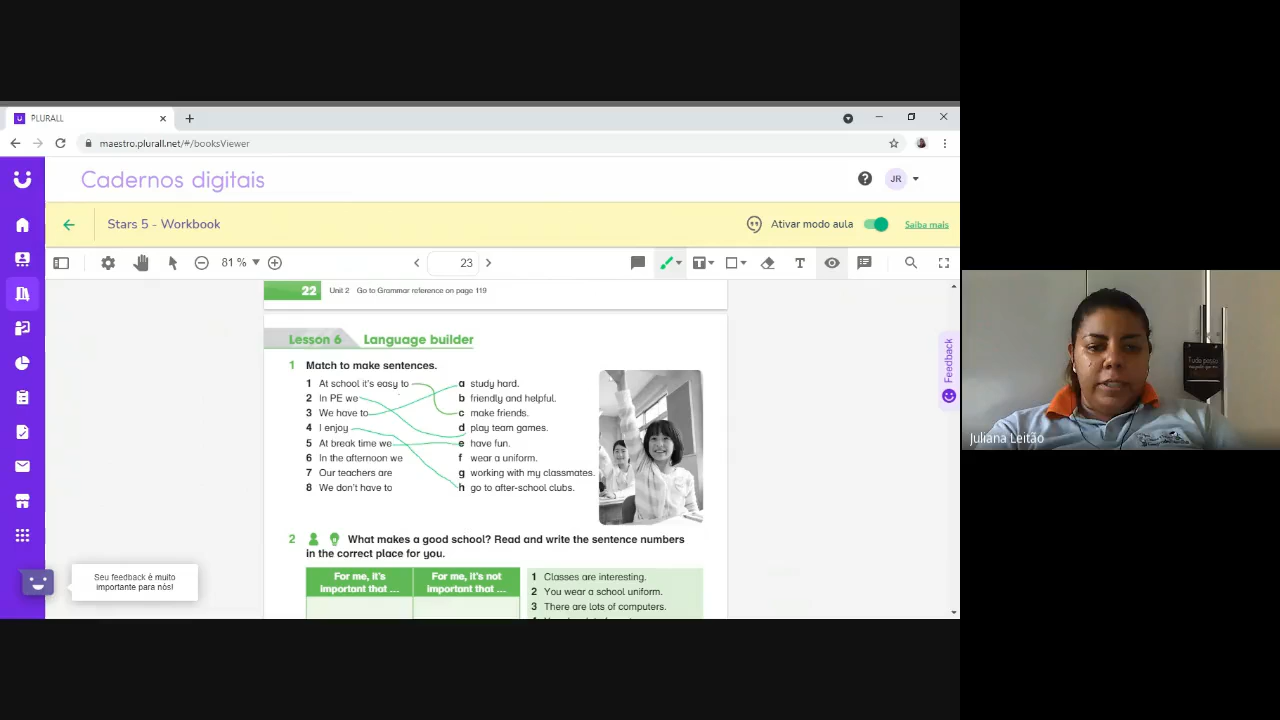 PLURALL
maestro.plurall.net/#/booksViewer
Cadernos digitais
JR
Stars 5 - Workbook
Ativar modo aula
Saiba mais
81 %
23
22 Unit 2 Go to Grammar reference on page 119
Lesson 6 Language builder
1 Match to make sentences.
1 At school it's easy to
2 In PE we
3 We have to
4 I enjoy
5 At break time we
6 In the afternoon we
7 Our teachers are
8 We don't have to
a study hard.
b friendly and helpful.
c make friends.
d play team games.
e have fun.
f wear a uniform.
g working with my classmates.
h go to after-school clubs.
2 What makes a good school? Read and write the sentence numbers
in the correct place for you.
For me, it's
important that ...
For me, it's not
important that ...
1 Classes are interesting.
2 You wear a school uniform.
3 There are lots of computers.
Feedback
Seu feedback é muito
importante para nós!
Juliana Leitão